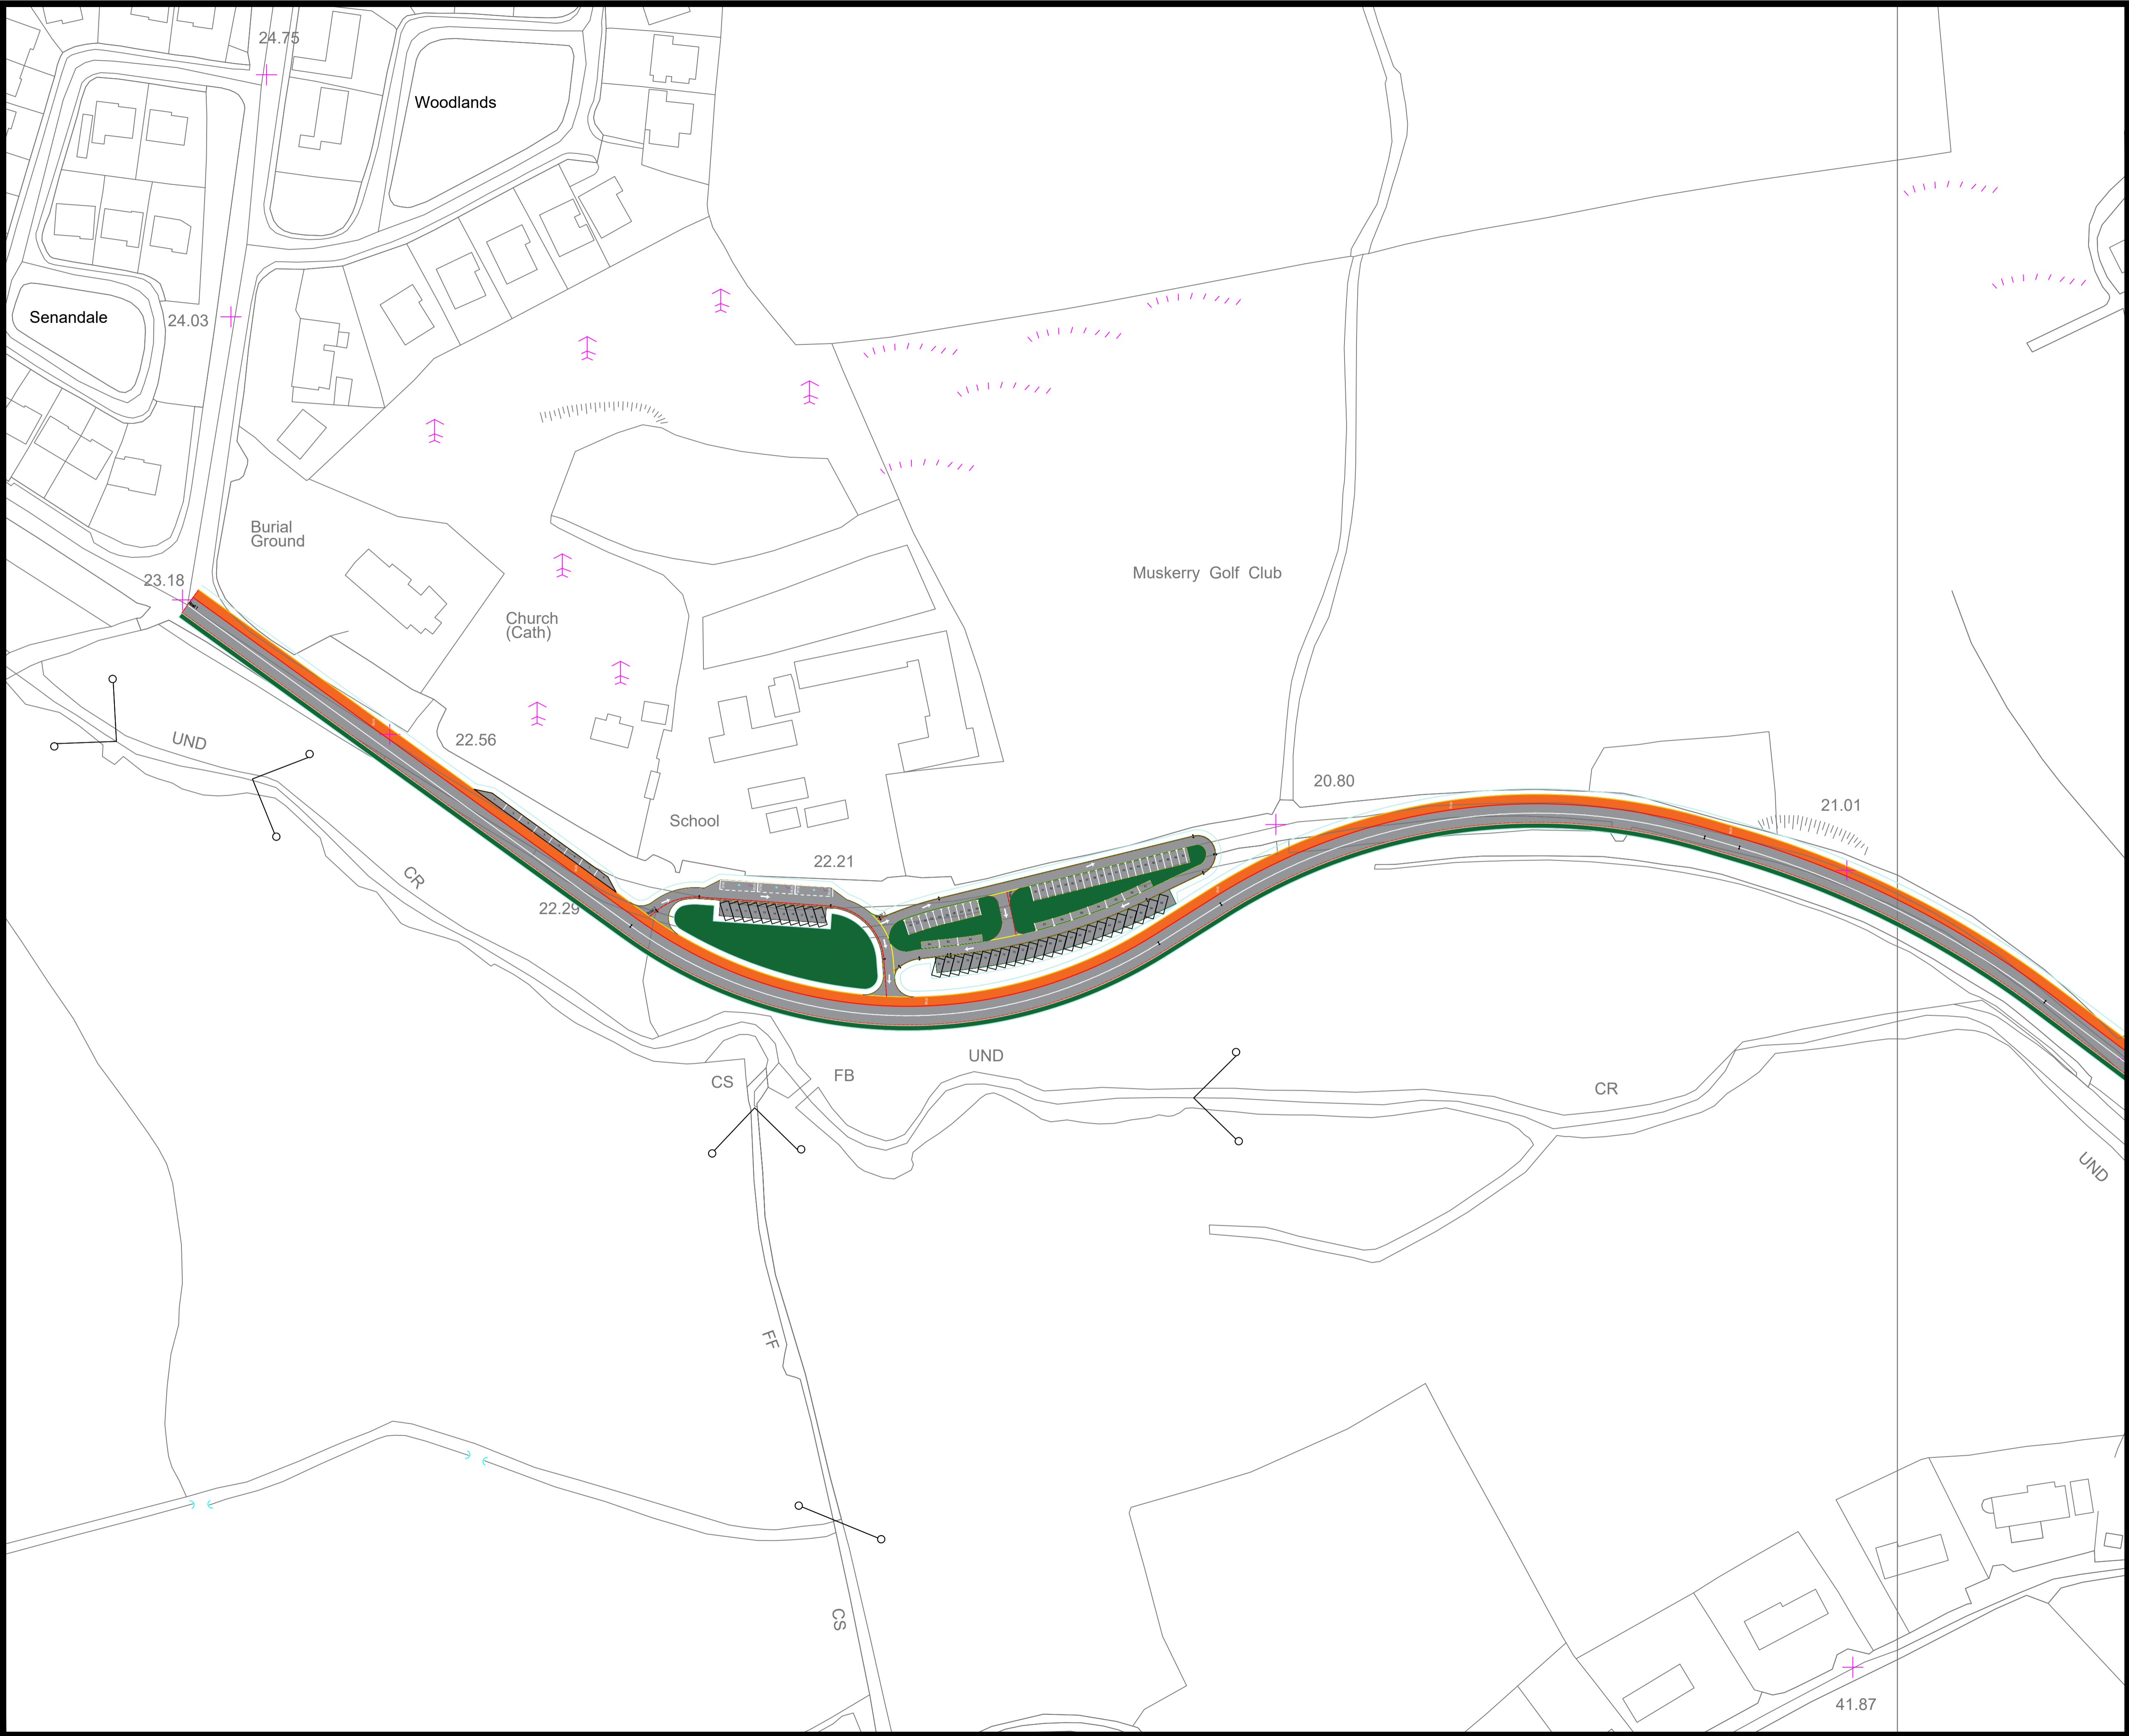 24.75
Woodlands
Senandale
24.03
Burial
Ground
23.18
Church
(Cath)
Muskerry Golf Club
UND
22.56
20.80
21.01
School
22.21
CR
22.29
UND
CS
FB
CR
UND
FF
CS
41.87